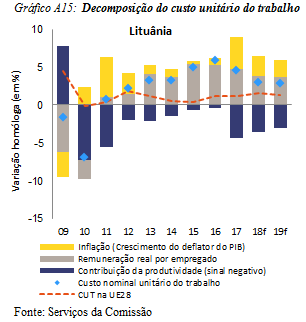 Gráfico A15: Decomposição do custo unitário do trabalho
Lituânia
Variação homóloga (em %)
15
10
5
0
-5
-10
-15
09 10 11 12 13 14 15 16 17 18f 19f
Inflação (Crescimento do deflator do PIB)
Remuneração real por empregado
Contribuição da produtividade (sinal negativo)
Custo nominal unitário do trabalho
CUT na UE28
Fonte: Serviços da Comissão